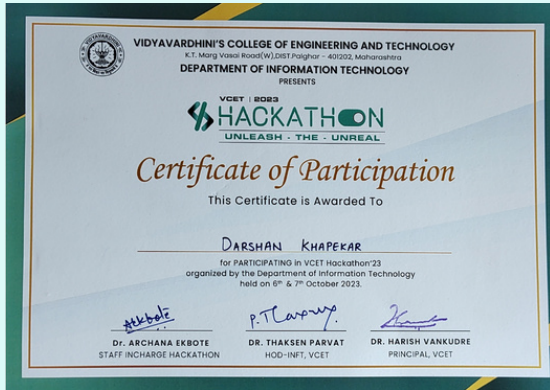 VIDYAVARDHINI'S COLLEGE OF ENGINEERING AND TECHNOLOGY
K.T. Marg Vasai Road(W),DIST.Palghar - 401202, Maharashtra
DEPARTMENT OF INFORMATION TECHNOLOGY
PRESENTS
VCET | 2023
HACKATHON
UNLEASH - THE - UNREAL
Certificate of Participation
This Certificate is Awarded To
DARSHAN KHAPEKAR
for PARTICIPATING in VCET Hackathon'23
organized by the Department of Information Technology
held on 6th & 7th October 2023.
Dr. ARCHANA EKBOTE
STAFF INCHARGE HACKATHON
DR. THAKSEN PARVAT
HOD-INFT, VCET
DR. HARISH VANKUDRE
PRINCIPAL, VCET